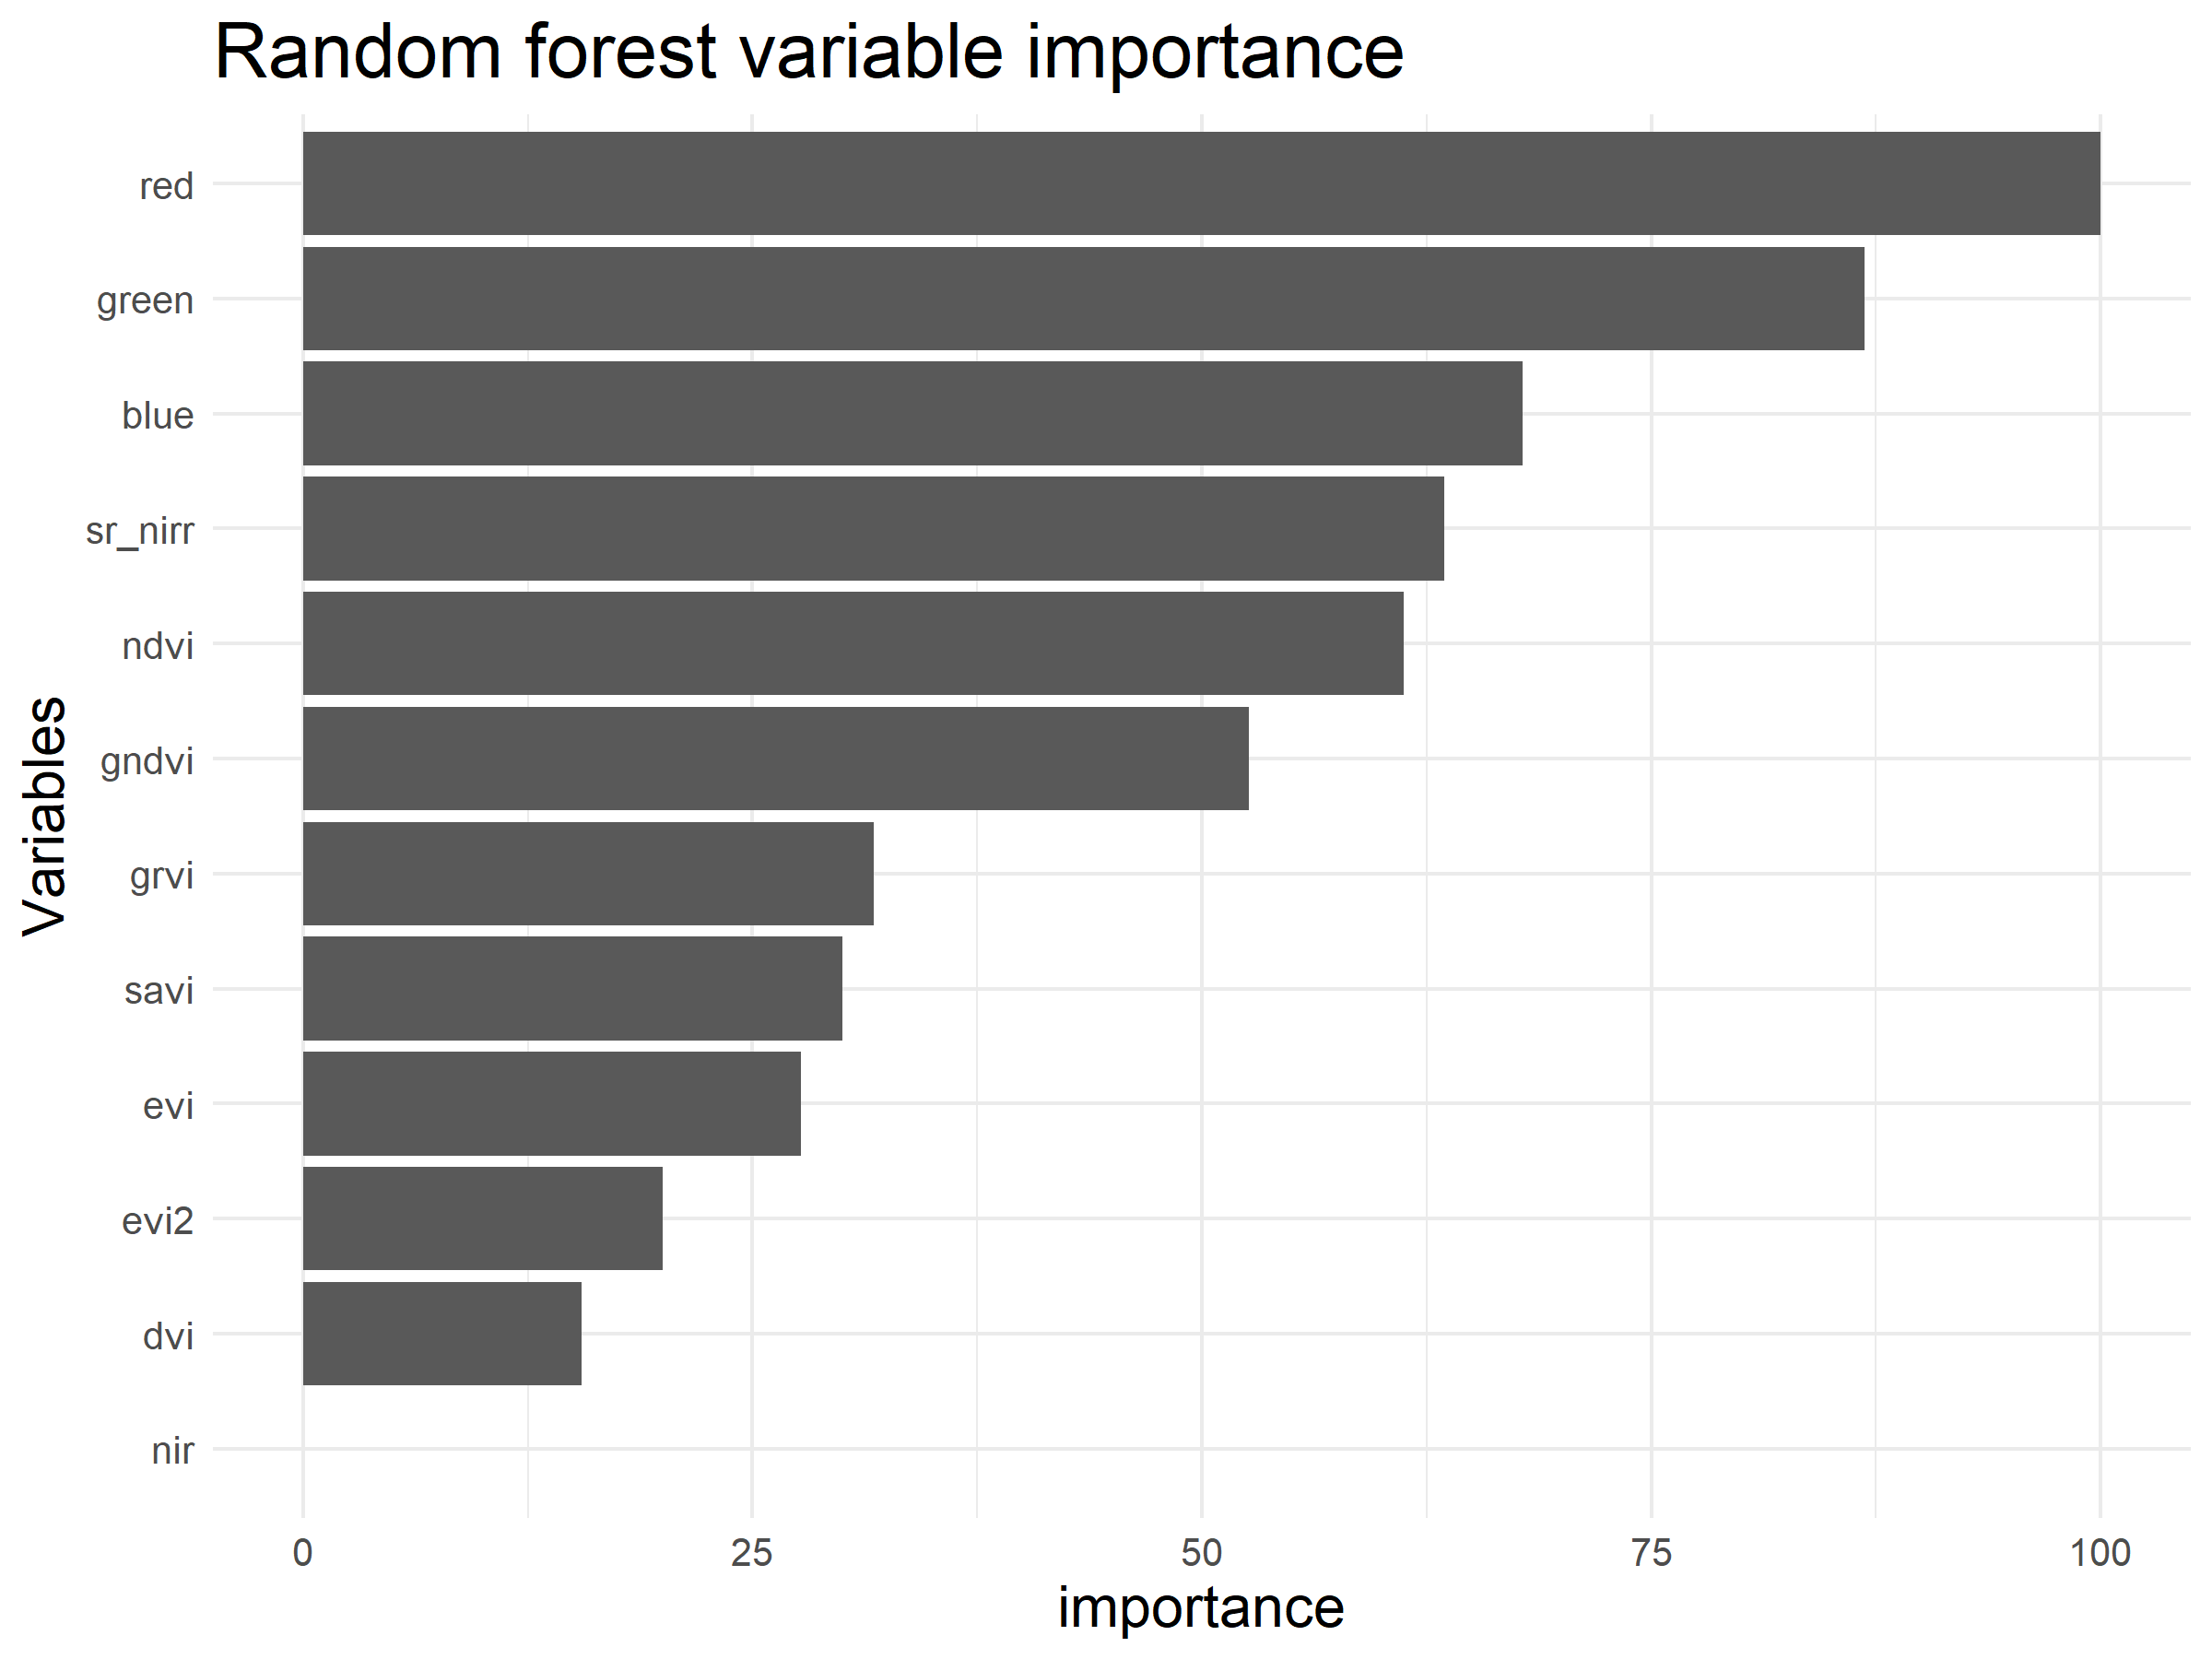 Random forest variable importance
red
green
blue
sr_nirr
ndvi
gndvi
grvi
savi
evi
evi2
dvi
nir
Variables
0 25 50 75 100
importance